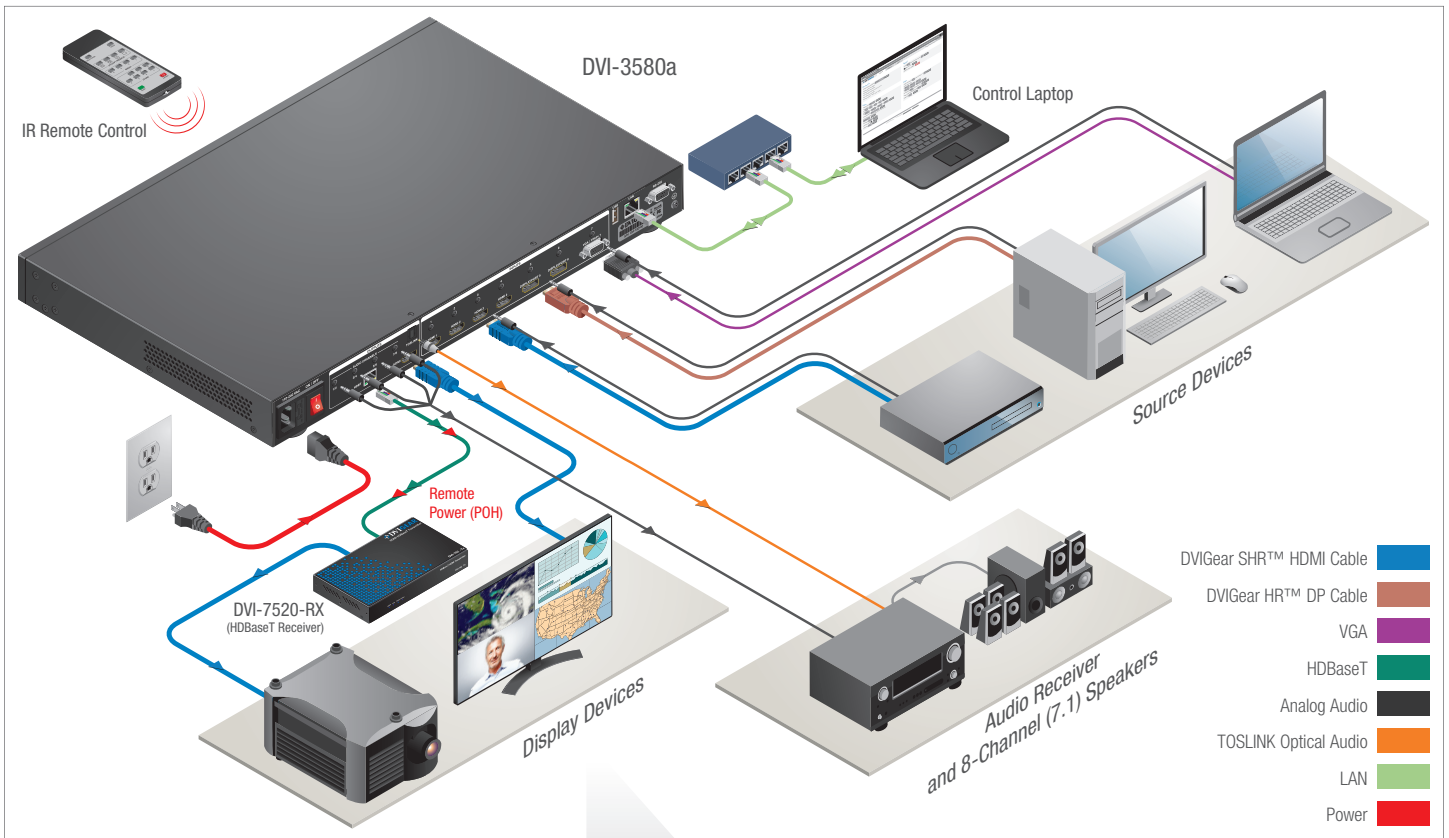 DVI-3580a
IR Remote Control
Control Laptop
ON / OFF
Source Devices
Remote
Power (POH)
DVI-7520-RX
(HDBaseT Receiver)
Display Devices
Audio Receiver
and 8-Channel (7.1) Speakers
DVIGear SHR™ HDMI Cable
DVIGear HR™ DP Cable
VGA
HDBaseT
Analog Audio
TOSLINK Optical Audio
LAN
Power